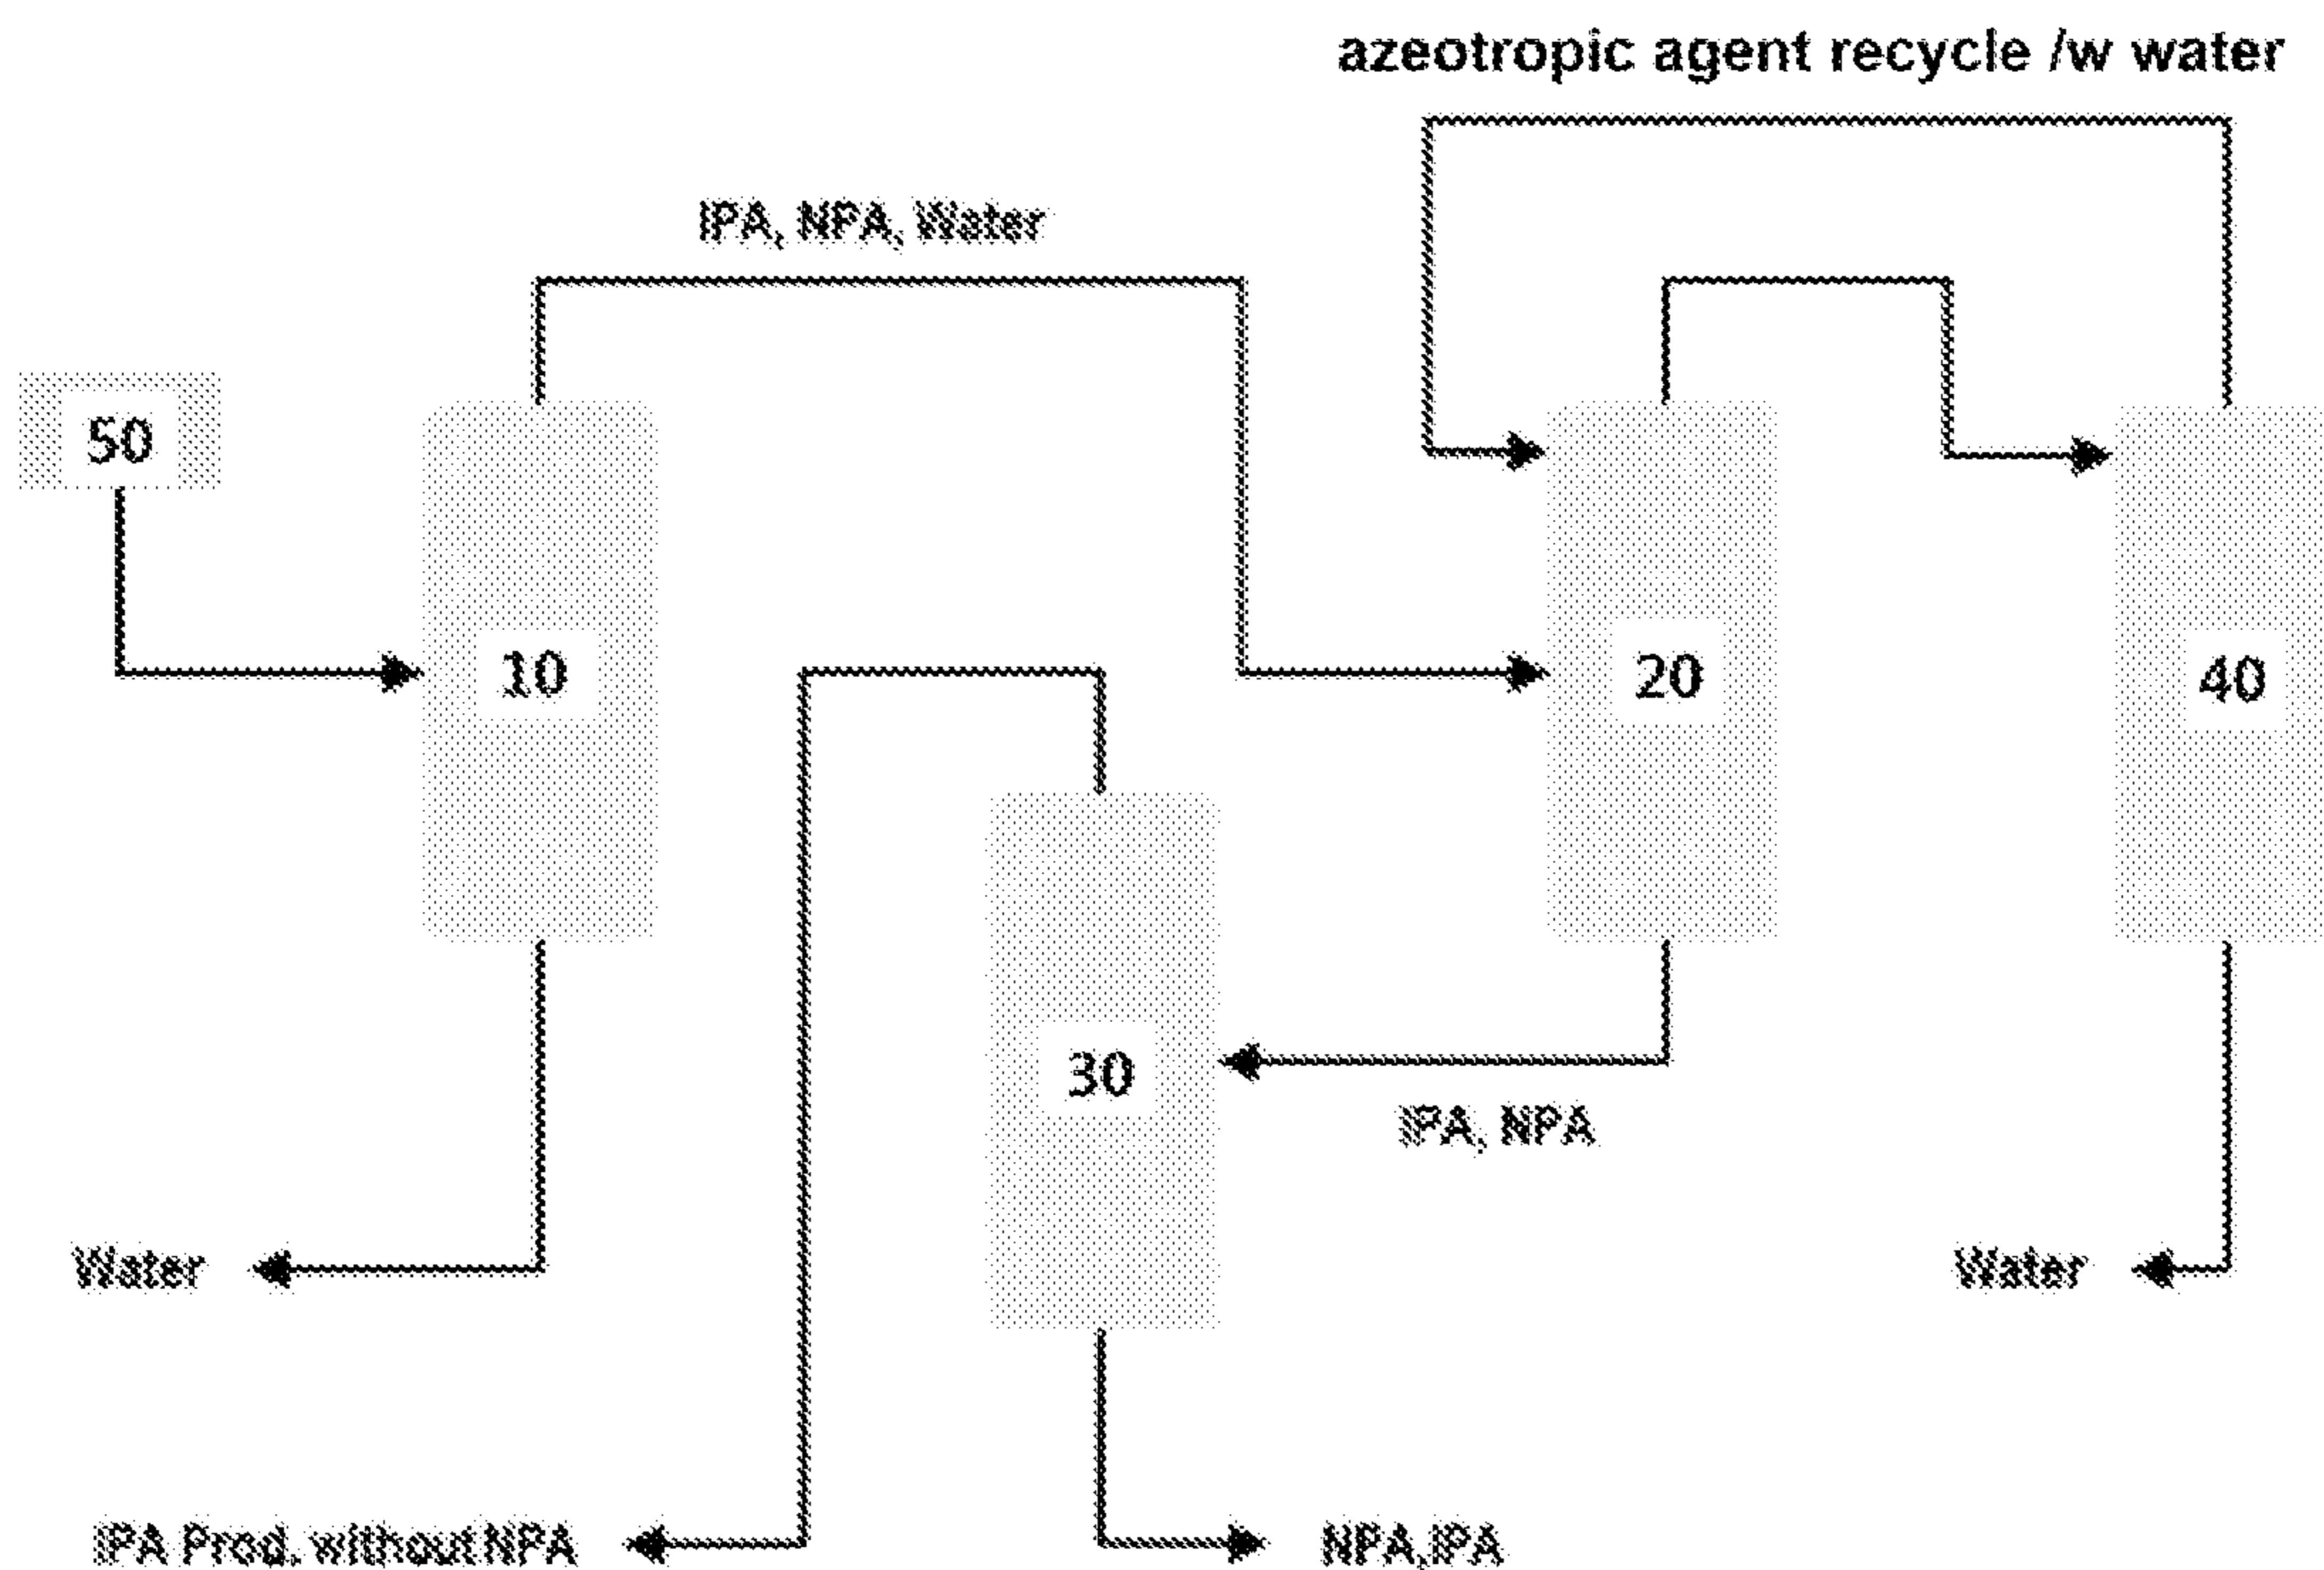 azeotropic agent recycle /w water
IPA, NPA, Water
50
10
20
40
30
IPA, NPA
Water
Water
IPA Prod. without NPA
NPA,IPA